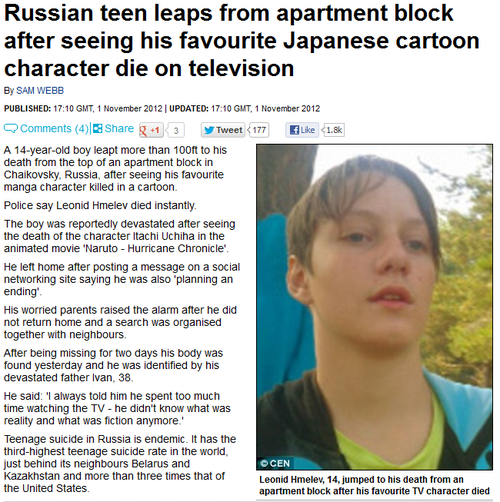 Russian teen leaps from apartment block
after seeing his favourite Japanese cartoon
character die on television
By SAM WEBB
PUBLISHED: 17:10 GMT, 1 November 2012 | UPDATED: 17:10 GMT, 1 November 2012
Comments (4) Share +1 3 Tweet 177 Like 1.8k
A 14-year-old boy leapt more than 100ft to his
death from the top of an apartment block in
Chaikovsky, Russia, after seeing his favourite
manga character killed in a cartoon.
Police say Leonid Hmelev died instantly.
The boy was reportedly devastated after seeing
the death of the character Itachi Uchiha in the
animated movie 'Naruto - Hurricane Chronicle'.
He left home after posting a message on a social
networking site saying he was also 'planning an
ending'.
His worried parents raised the alarm after he did
not return home and a search was organised
together with neighbours.
After being missing for two days his body was
found yesterday and he was identified by his
devastated father Ivan, 38.
He said: 'I always told him he spent too much
time watching the TV - he didn't know what was
reality and what was fiction anymore.'
Teenage suicide in Russia is endemic. It has the
third-highest teenage suicide rate in the world,
just behind its neighbours Belarus and
Kazakhstan and more than three times that of
the United States.
© CEN
Leonid Hmelev, 14, jumped to his death from an
apartment block after his favourite TV character died